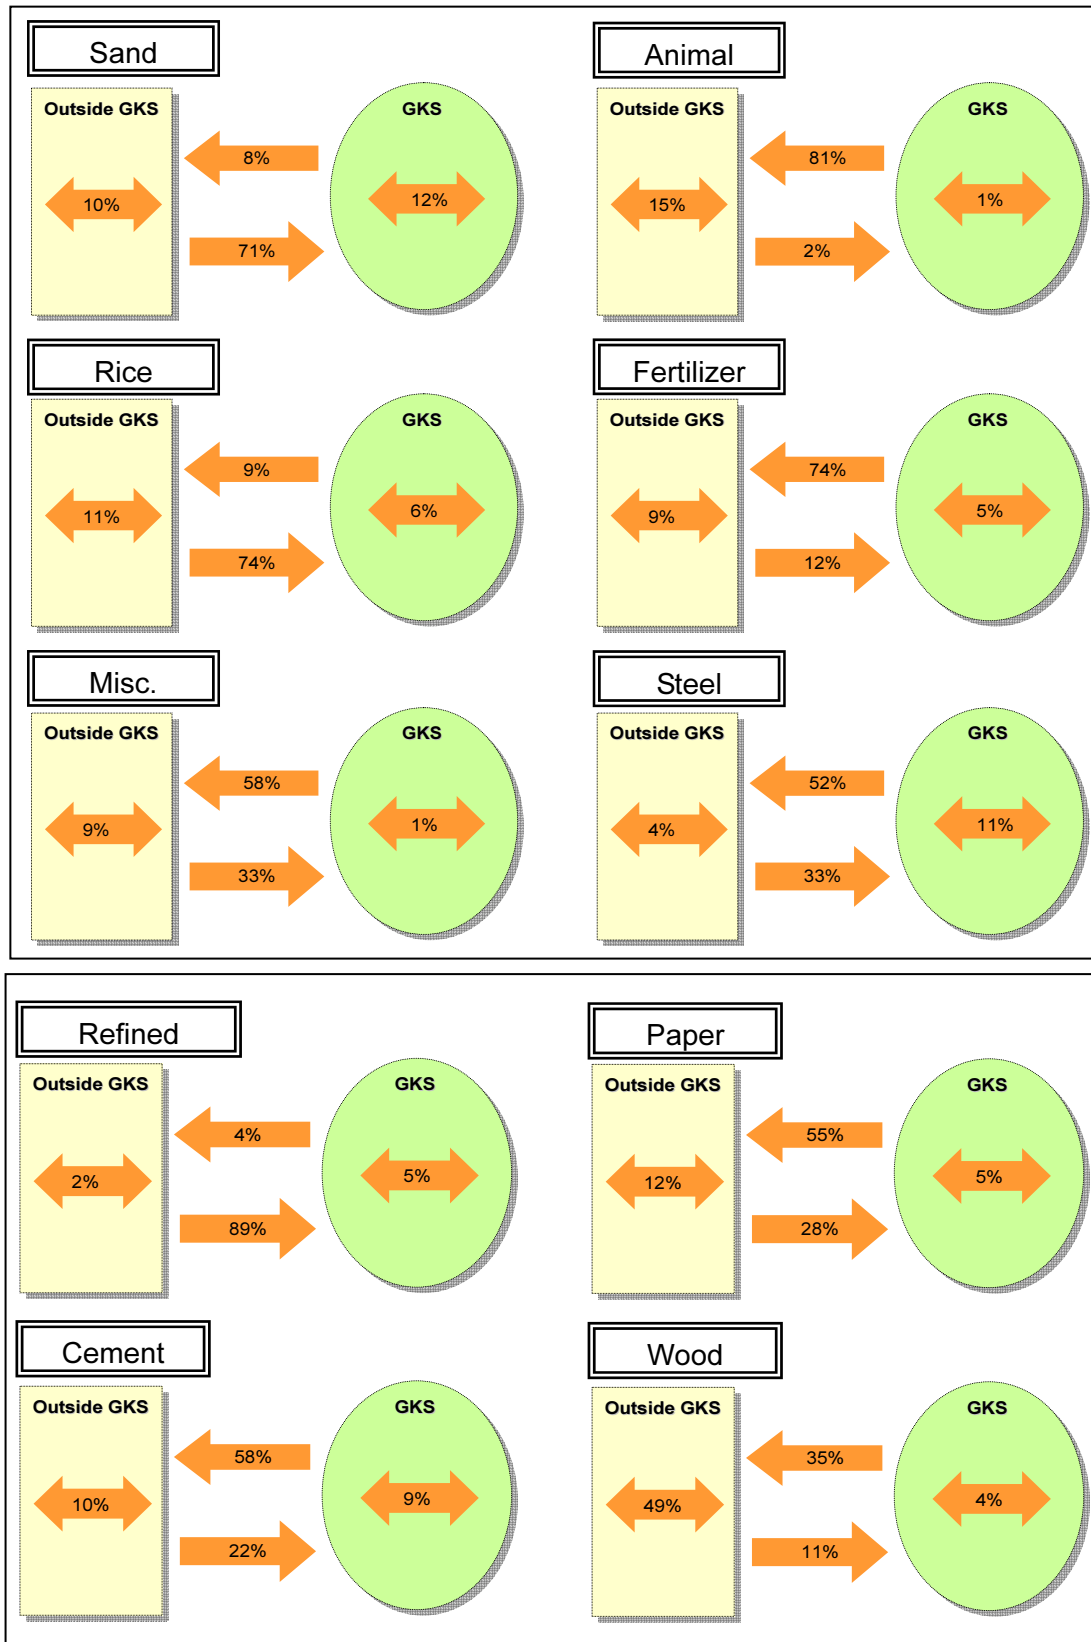 Sand
Outside GKS
GKS
8%
10%
12%
71%
Animal
Outside GKS
GKS
81%
15%
1%
2%
Rice
Outside GKS
GKS
9%
11%
6%
74%
Fertilizer
Outside GKS
GKS
74%
9%
5%
12%
Misc.
Outside GKS
GKS
58%
9%
1%
33%
Steel
Outside GKS
GKS
52%
4%
11%
33%
Refined
Outside GKS
GKS
4%
2%
5%
89%
Paper
Outside GKS
GKS
55%
12%
5%
28%
Cement
Outside GKS
GKS
58%
10%
9%
22%
Wood
Outside GKS
GKS
35%
49%
4%
11%